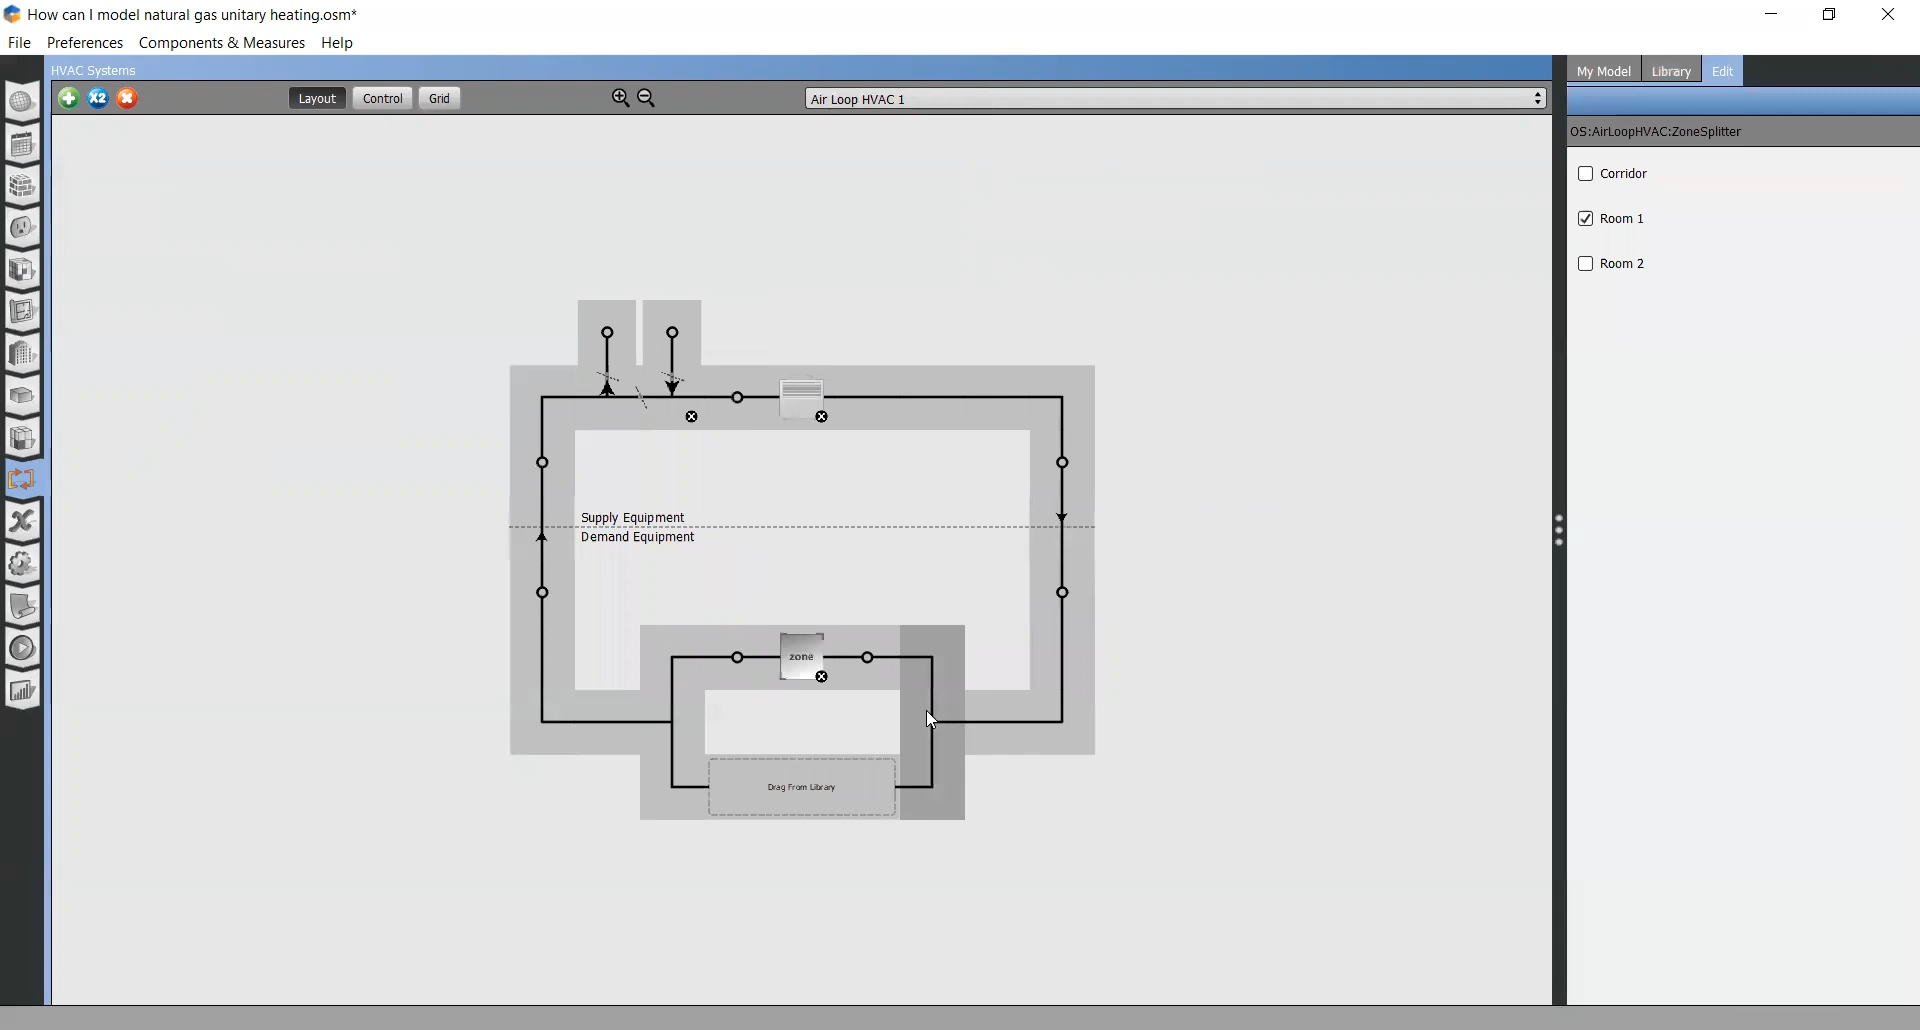 How can I model natural gas unitary heating.osm*
File Preferences Components & Measures Help
HVAC Systems
My Model Library Edit
X2 Layout Control Grid Air Loop HVAC 1
OS:AirLoopHVAC:ZoneSplitter
Corridor
Room 1
Room 2
Supply Equipment
Demand Equipment
zone
Drag From Library